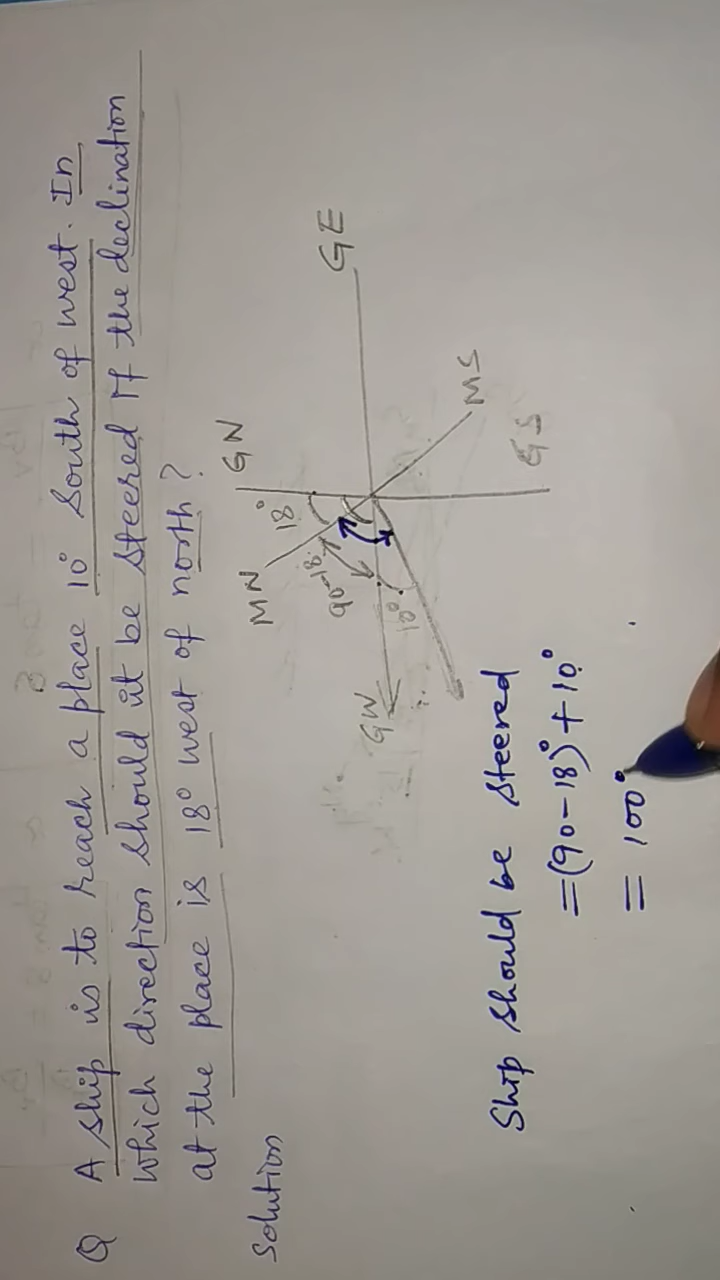 Q A ship is to reach a place 10° South of west. In
which direction should it be steered if the declination
at the place is 18° west of north?
Solution
GN
MN
18°
90-18
GE
GW
10°
MS
GS
Ship should be steered
=(90-18)°+10°
= 100°